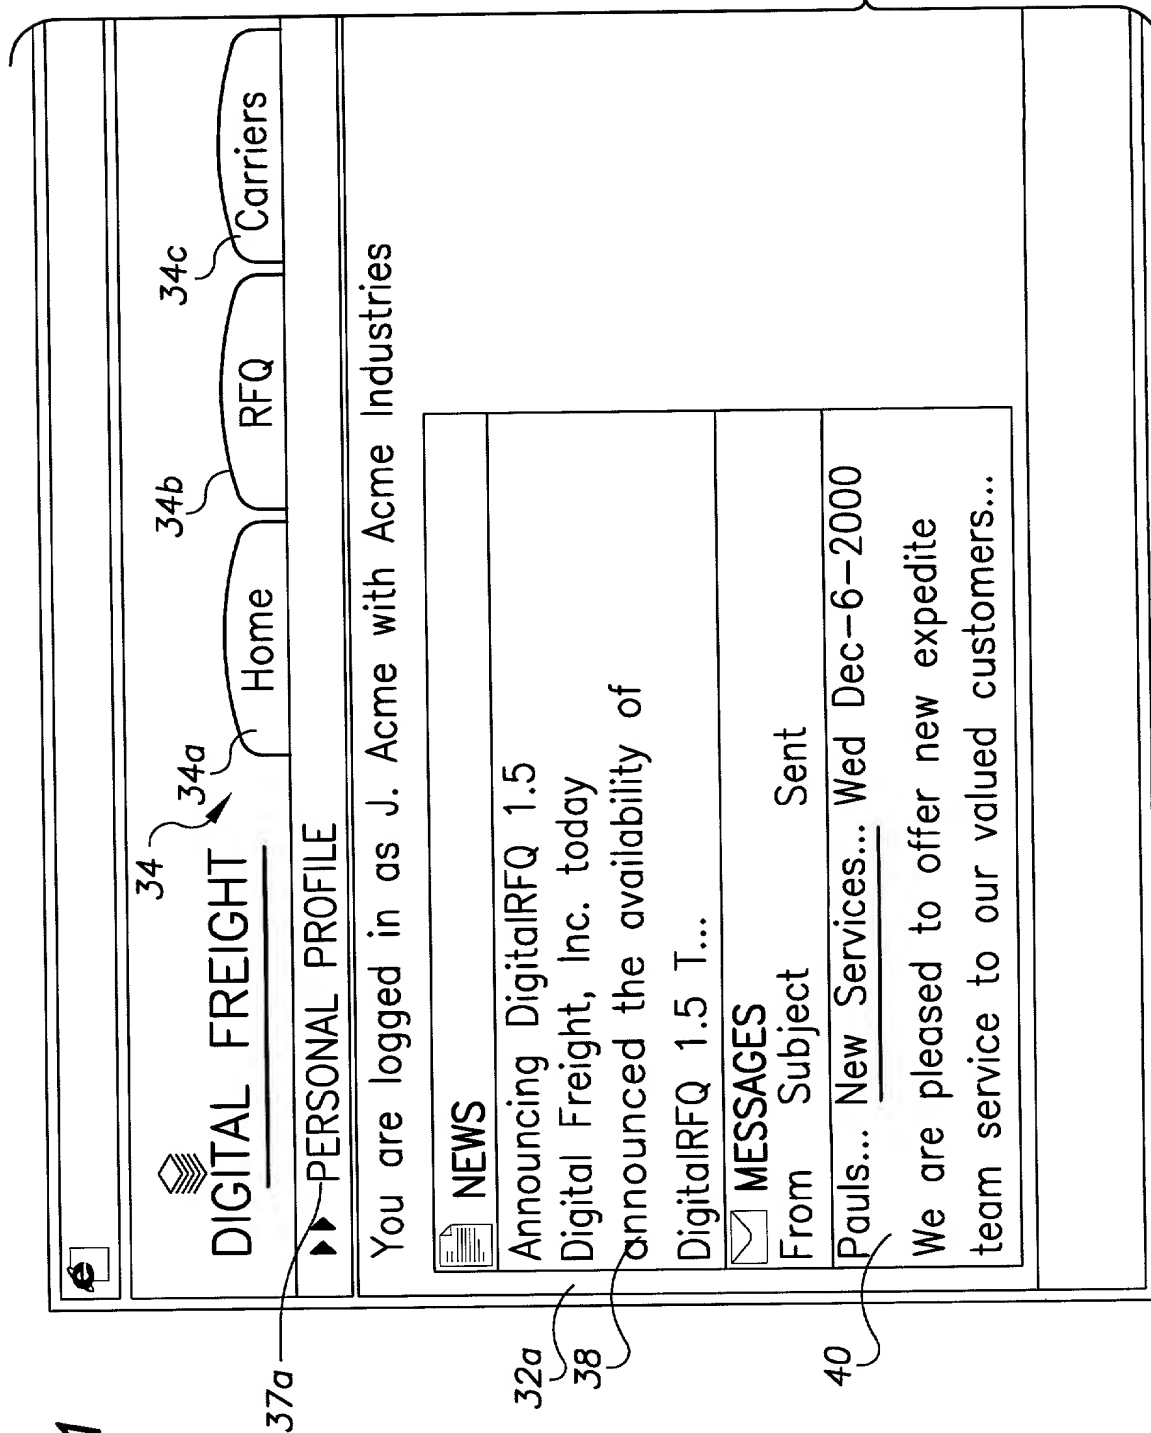 34
34a
34b
34c
DIGITAL FREIGHT
Home
RFQ
Carriers
37a
PERSONAL PROFILE
You are logged in as J. Acme with Acme Industries
NEWS
Announcing DigitalRFQ 1.5
Digital Freight, Inc. today
announced the availability of
DigitalRFQ 1.5 T...
32a
38
MESSAGES
From Subject Sent
Pauls... New Services... Wed Dec-6-2000
We are pleased to offer new expedite
team service to our valued customers...
40